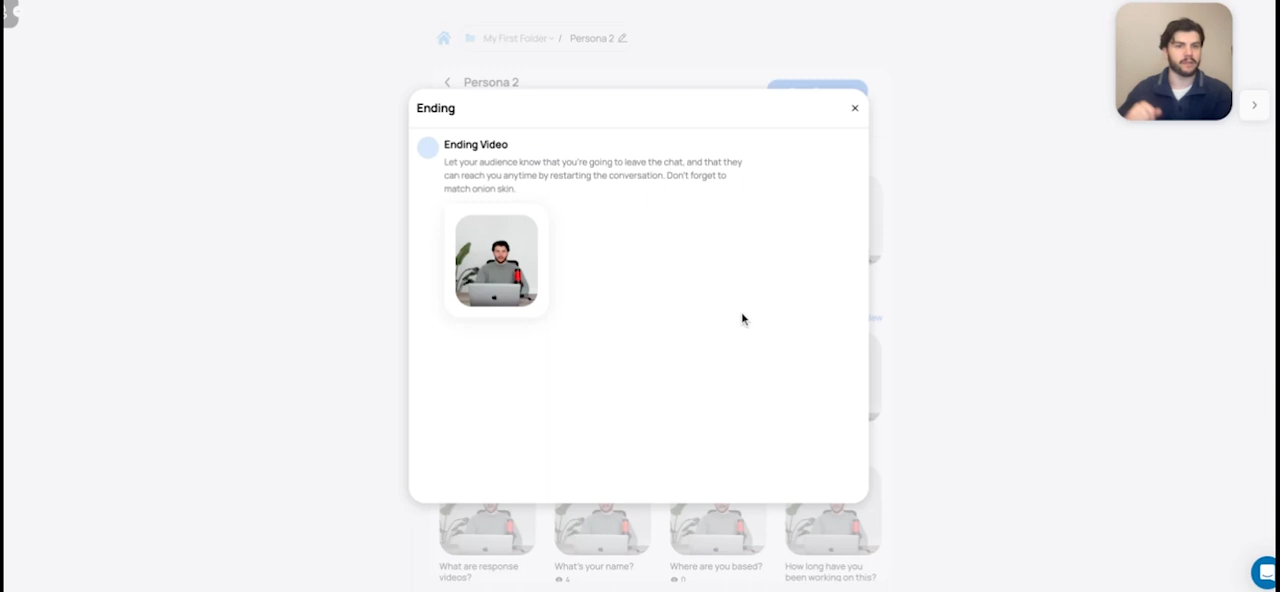 My First Folder / Persona 2
Persona 2
Ending
Ending Video
Let your audience know that you're going to leave the chat, and that they
can reach you anytime by restarting the conversation. Don't forget to
match onion skin.
What are response
videos?
What's your name?
4
Where are you based?
0
How long have you
been working on this?